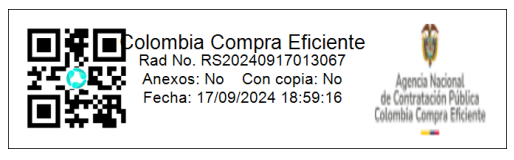 Colombia Compra Eficiente
Rad No. RS20240917013067
Anexos: No Con copia: No
Fecha: 17/09/2024 18:59:16
Agencia Nacional
de Contratación Pública
Colombia Compra Eficiente